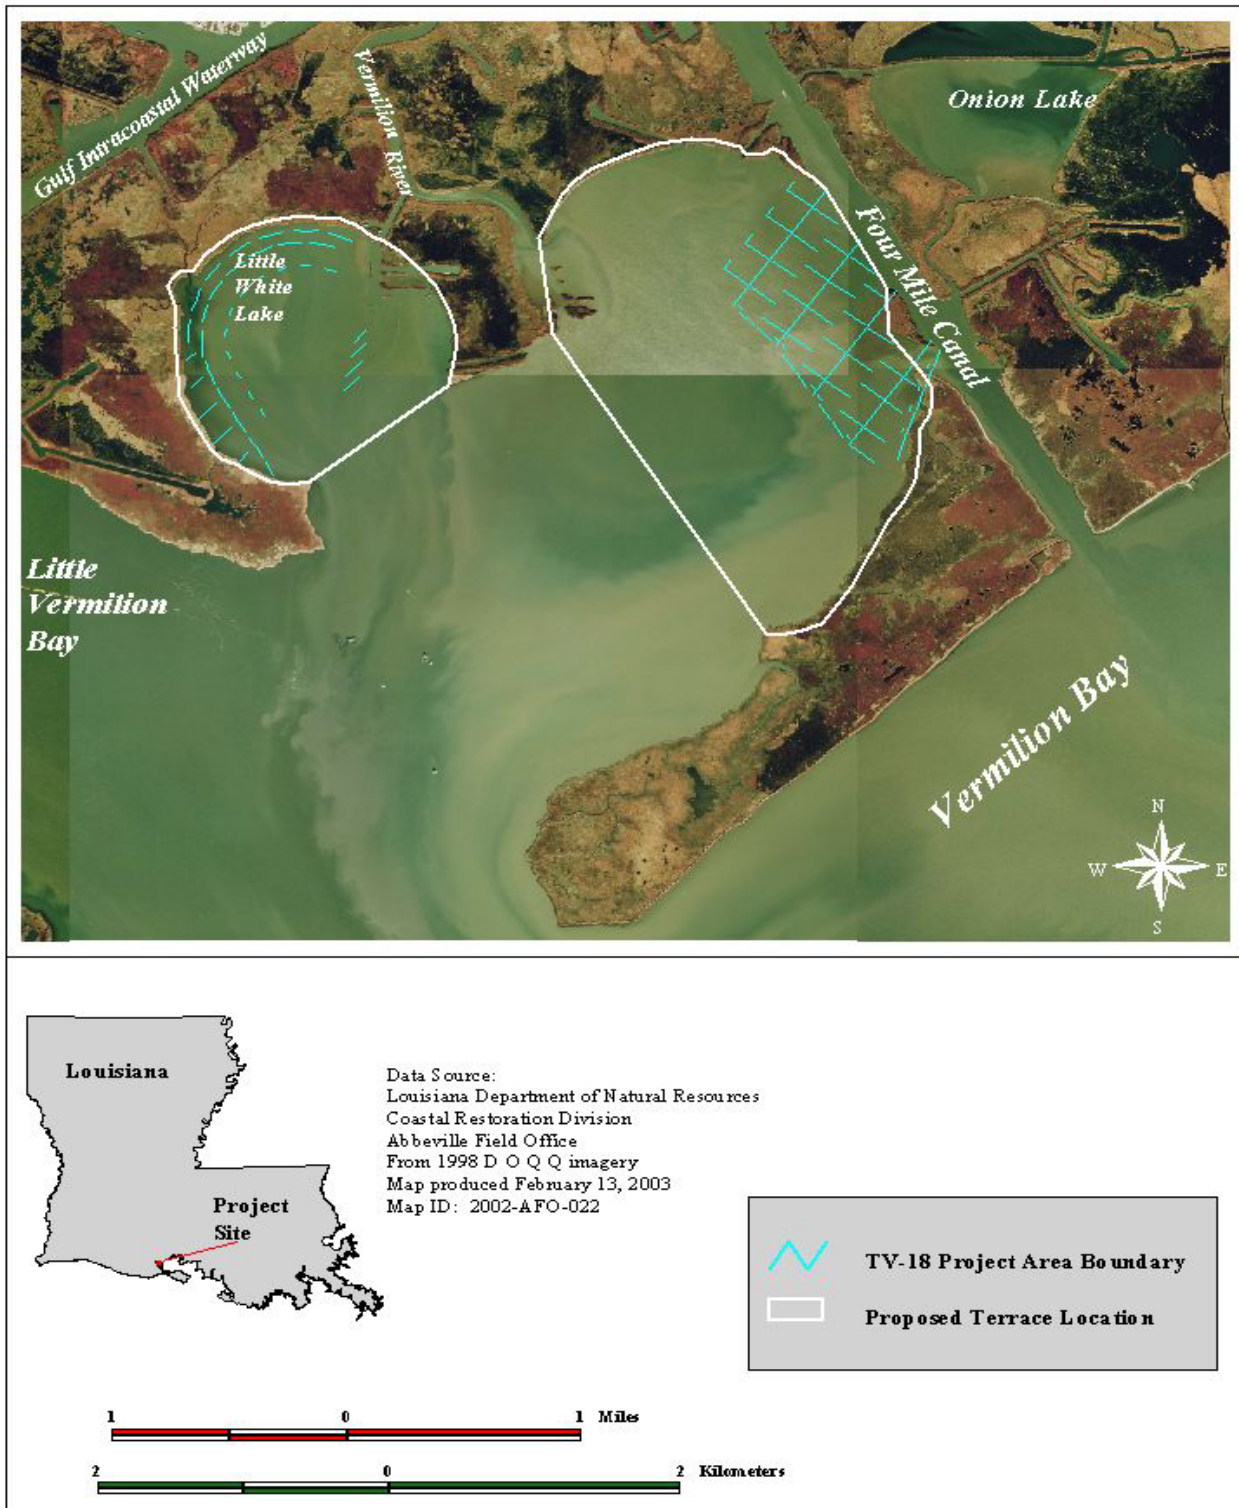 Gulf Intracoastal Waterway
Vermilion River
Onion Lake
Little
White
Lake
Four Mile Canal
Little
Vermilion
Bay
Vermilion Bay
N
W E
S
Louisiana
Project
Site
Data Source:
Louisiana Department of Natural Resources
Coastal Restoration Division
Abbeville Field Office
From 1998 D O Q Q imagery
Map produced February 13, 2003
Map ID: 2002-AFO-022
TV-18 Project Area Boundary
Proposed Terrace Location
1 0 1 Miles
2 0 2 Kilometers